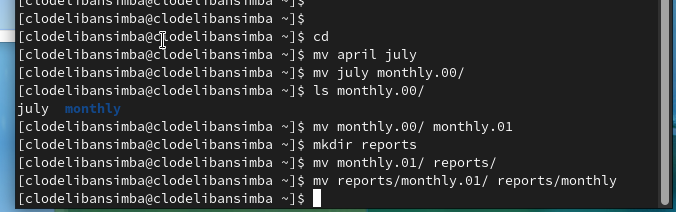 [clodelibansimba@clodelibansimba ~]$
[clodelibansimba@clodelibansimba ~]$
[clodelibansimba@clodelibansimba ~]$ cd
[clodelibansimba@clodelibansimba ~]$ mv april july
[clodelibansimba@clodelibansimba ~]$ mv july monthly.00/
[clodelibansimba@clodelibansimba ~]$ ls monthly.00/
july  monthly
[clodelibansimba@clodelibansimba ~]$ mv monthly.00/ monthly.01
[clodelibansimba@clodelibansimba ~]$ mkdir reports
[clodelibansimba@clodelibansimba ~]$ mv monthly.01/ reports/
[clodelibansimba@clodelibansimba ~]$ mv reports/monthly.01/ reports/monthly
[clodelibansimba@clodelibansimba ~]$